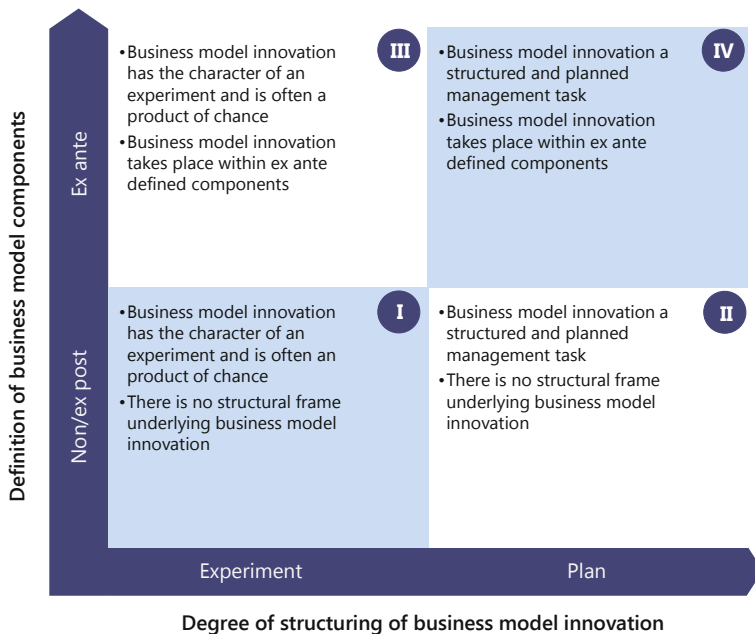 Definition of business model components
Ex ante
Non/ex post
•Business model innovation
has the character of an
experiment and is often a
product of chance
•Business model innovation
takes place within ex ante
defined components
III
•Business model innovation a
structured and planned
management task
•Business model innovation
takes place within ex ante
defined components
IV
•Business model innovation
has the character of an
experiment and is often an
product of chance
•There is no structural frame
underlying business model
innovation
I
•Business model innovation a
structured and planned
management task
•There is no structural frame
underlying business model
innovation
II
Experiment
Plan
Degree of structuring of business model innovation